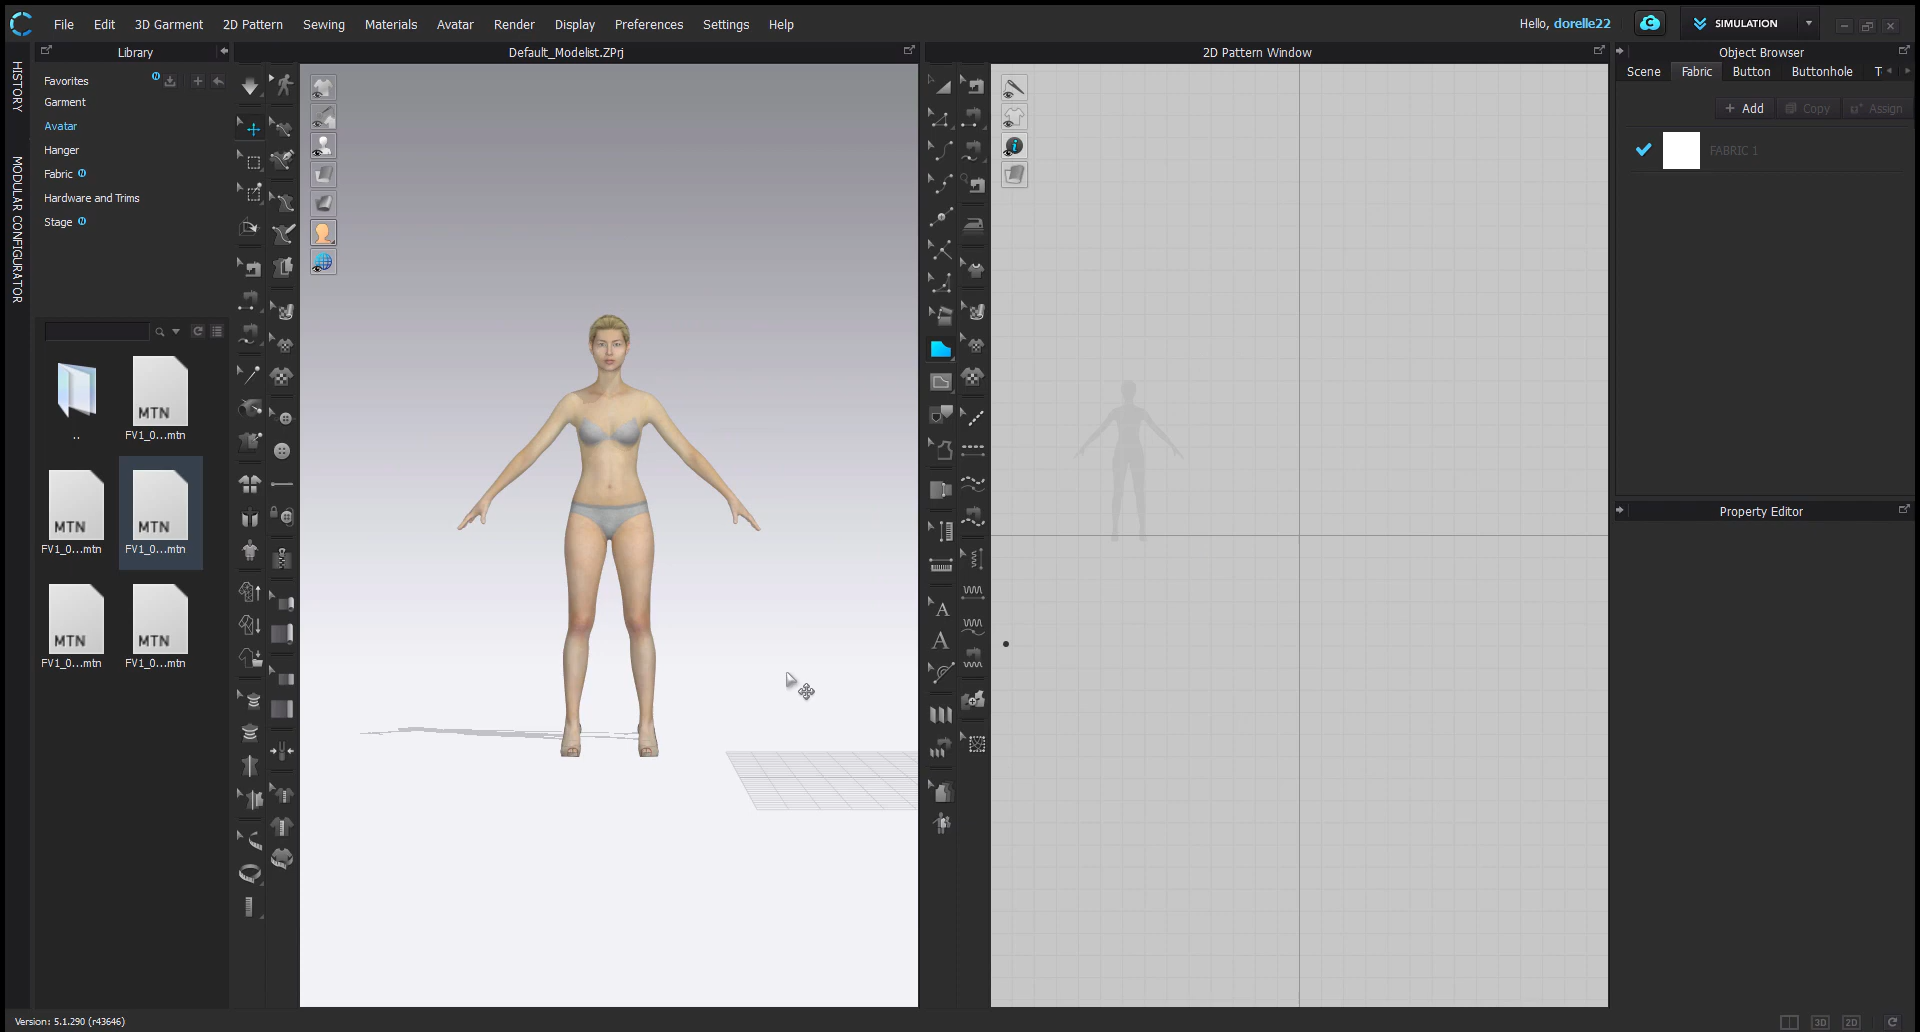 File Edit 3D Garment 2D Pattern Sewing Materials Avatar Render Display Preferences Settings Help
Hello, dorelle22
SIMULATION
Library
Default_Modelist.ZPrj
2D Pattern Window
Object Browser
HISTORY
MODULAR CONFIGURATOR
Favorites
Garment
Avatar
Hanger
Fabric N
Hardware and Trims
Stage N
Scene Fabric Button Buttonhole T
+ Add Copy Assign
FABRIC 1
Property Editor
MTN
.. FV1_0...mtn
MTN MTN
FV1_0...mtn FV1_0...mtn
MTN MTN
FV1_0...mtn FV1_0...mtn
A
A
Version: 5.1.290 (r43646)
3D 2D